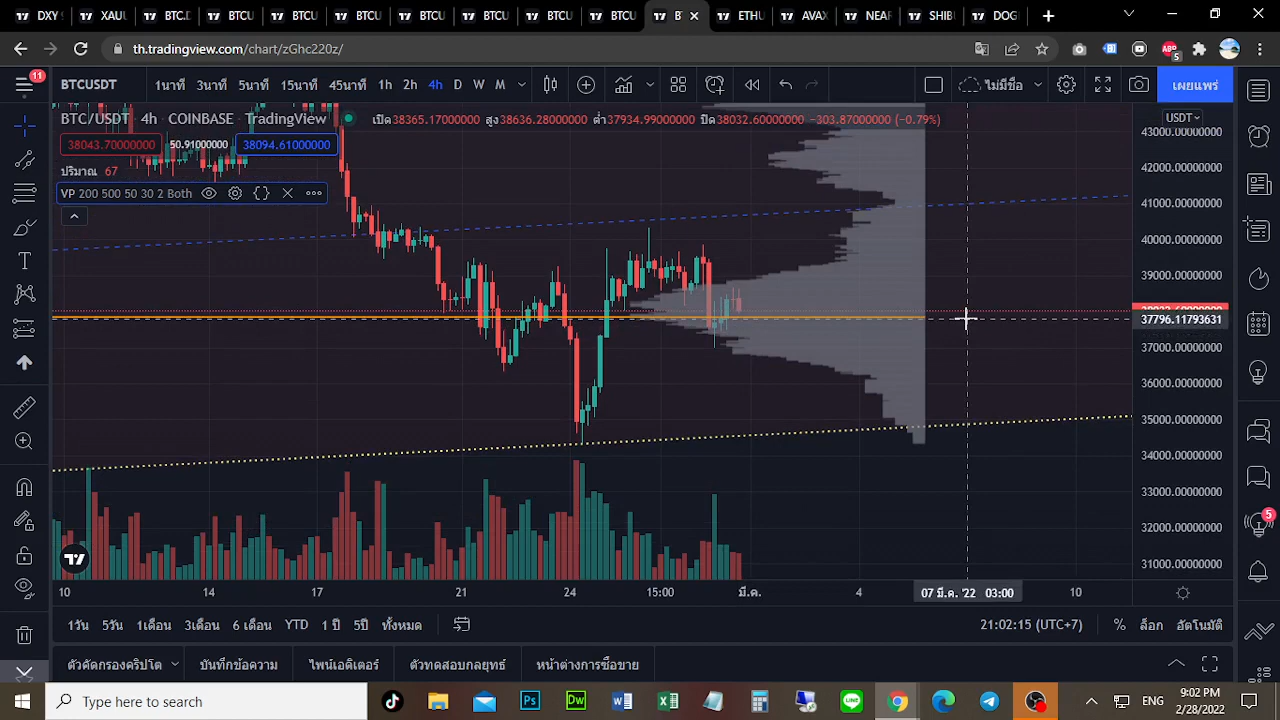 DXY
XAUL
BTC.D
BTCU
BTCU
BTCU
BTCU
BTCU
BTCU
BTCU
ETHU
AVAX
NEAR
SHIB
DOG
th.tradingview.com/chart/zGhc220z/
5
11
BTCUSDT
1นาที
3นาที
5นาที
15นาที
45นาที
1h
2h
4h
D
W
M
ไม่มีชื่อ
เผยแพร่
BTC/USDT · 4h · COINBASE · TradingView
เปิด38365.17000000 สูง38636.28000000 ต่ำ37934.99000000 ปิด38032.60000000 −303.87000000 (−0.79%)
USDT
38043.70000000
50.91000000
38094.61000000
ปริมาณ 67
VP 200 500 50 30 2 Both
43000.00000000
42000.00000000
41000.00000000
40000.00000000
39000.00000000
37796.11793631
37000.00000000
36000.00000000
35000.00000000
34000.00000000
33000.00000000
32000.00000000
31000.00000000
5
10
14
17
21
24
15:00
มี.ค.
4
07 มี.ค. '22 03:00
10
1วัน
5วัน
1เดือน
3เดือน
6 เดือน
YTD
1 ปี
5ปี
ทั้งหมด
21:02:15 (UTC+7)
%
ล็อก
อัตโนมัติ
ตัวคัดกรองคริปโต
บันทึกข้อความ
ไพน์เอดิเตอร์
ตัวทดสอบกลยุทธ์
หน้าต่างการซื้อขาย
Type here to search
Ps
Dw
ENG
9:02 PM
2/28/2022